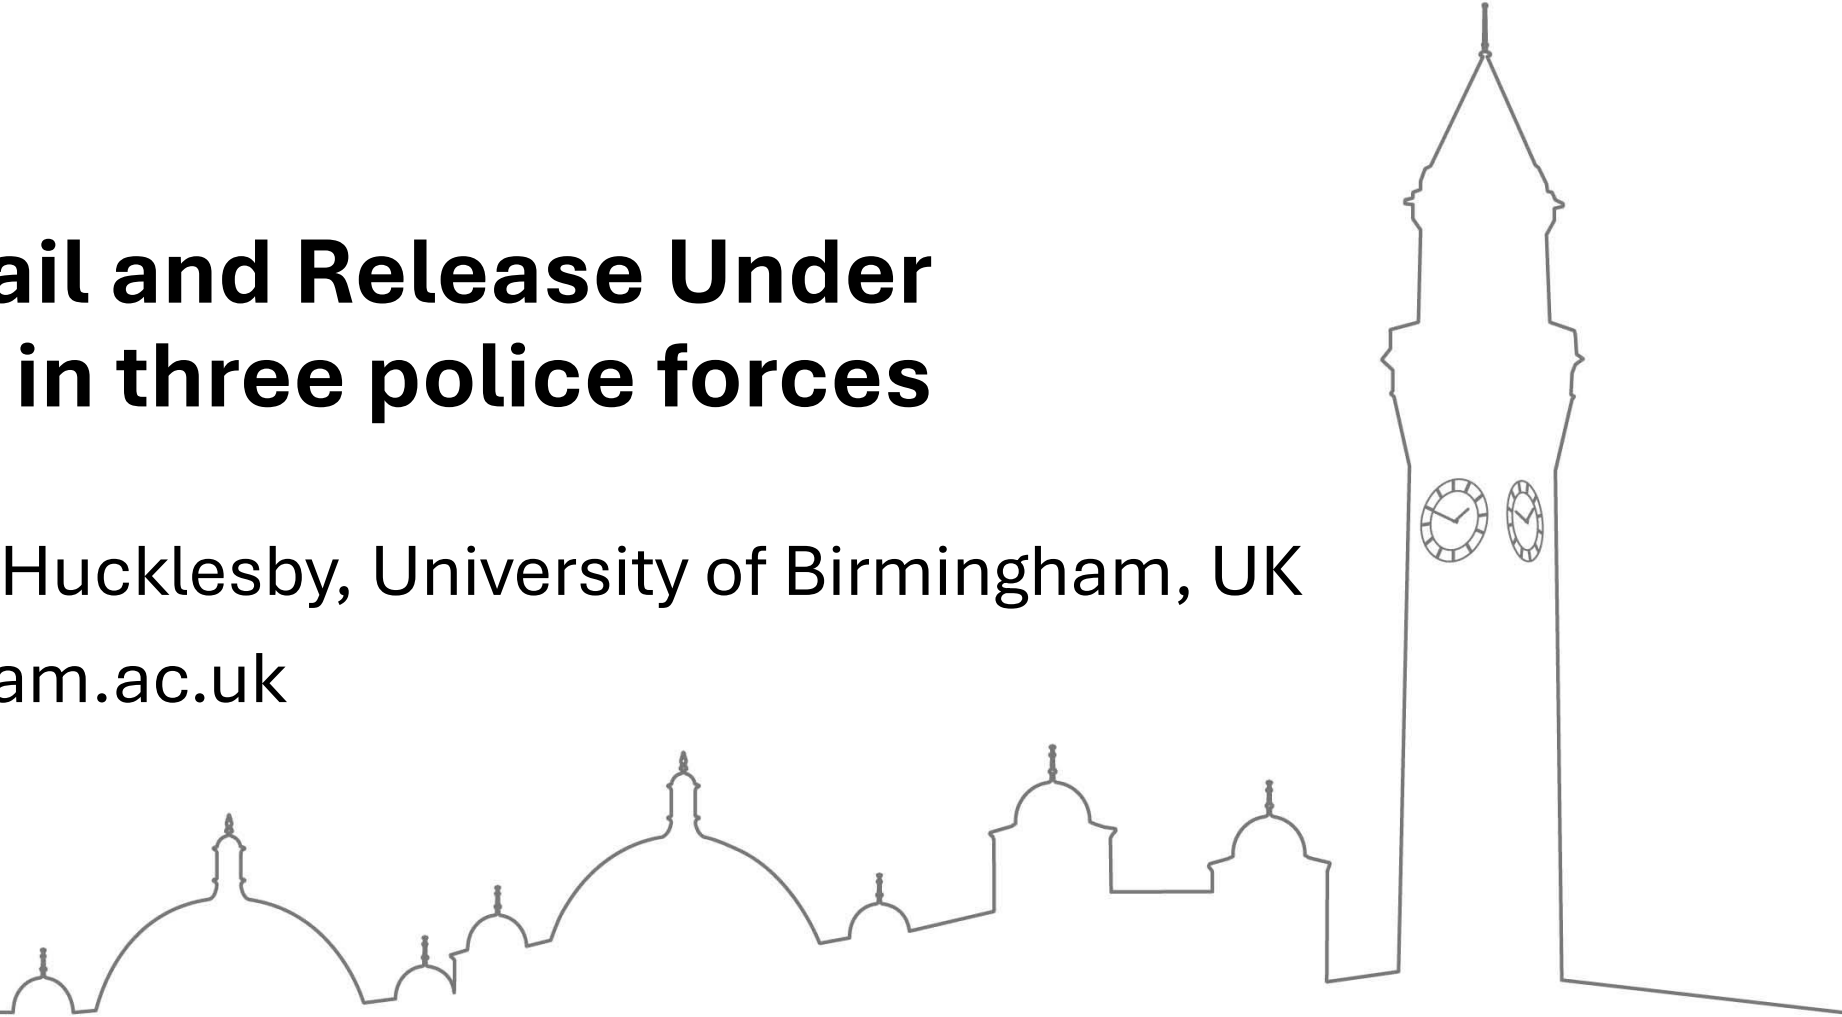 ail and Release Under
in three police forces
Hucklesby, University of Birmingham, UK
am.ac.uk